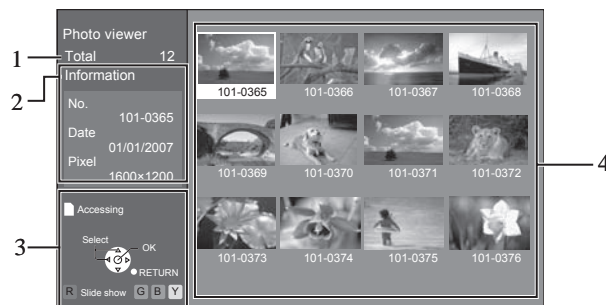 Photo viewer
1 Total 12
2 Information
No.
101-0365
Date
01/01/2007
Pixel
1600×1200
3
Accessing
Select
OK
RETURN
R Slide show G B Y
101-0365 101-0366 101-0367 101-0368
4
101-0369 101-0370 101-0371 101-0372
101-0373 101-0374 101-0375 101-0376